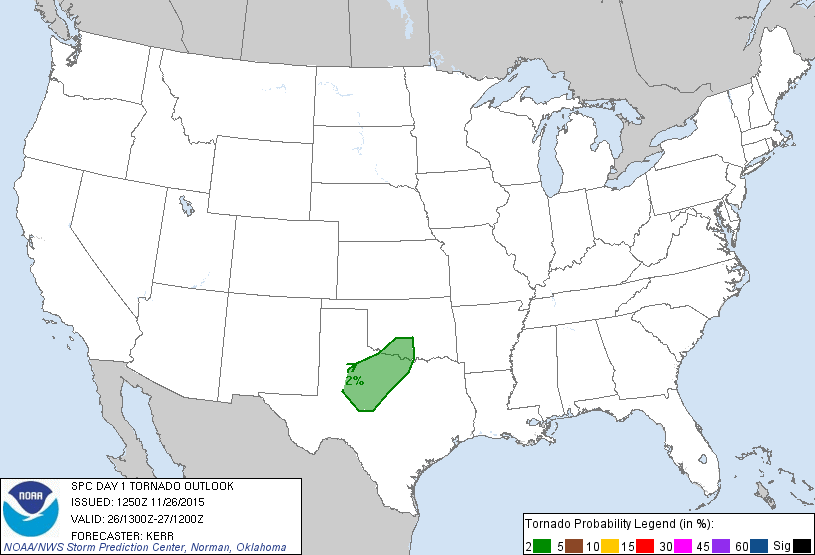 2%
NOAA
SPC DAY 1 TORNADO OUTLOOK
ISSUED: 1250Z 11/26/2015
VALID: 26/1300Z-27/1200Z
FORECASTER: KERR
NOAA/NWS Storm Prediction Center, Norman, Oklahoma
Tornado Probability Legend (in %):
2 5 10 15 30 45 60 Sig